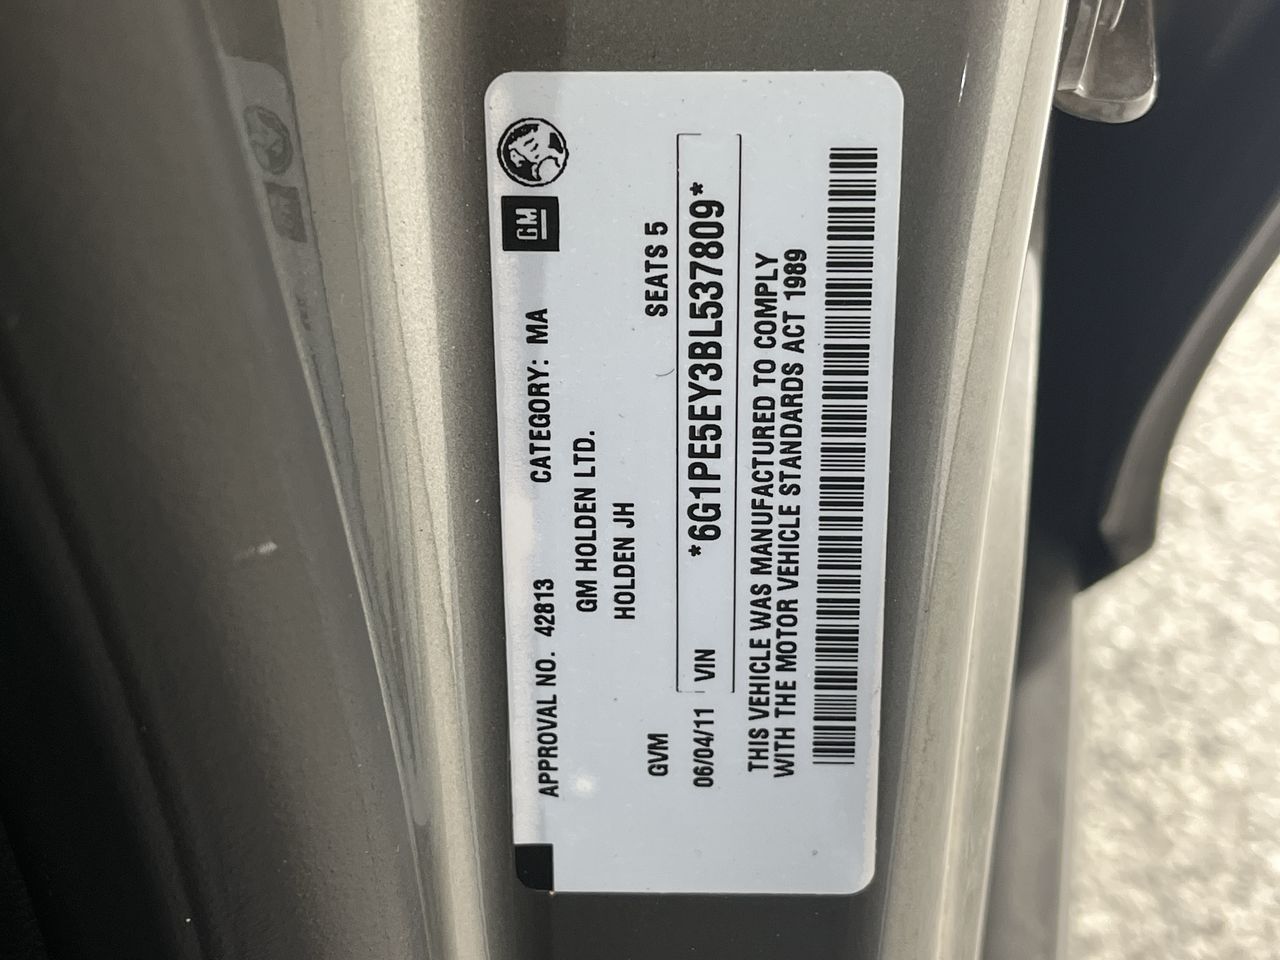 GM
APPROVAL NO. 42813 CATEGORY: MA
GM HOLDEN LTD.
HOLDEN JH
GVM SEATS 5
06/04/11 VIN *6G1PE5EY3BL537809*
THIS VEHICLE WAS MANUFACTURED TO COMPLY
WITH THE MOTOR VEHICLE STANDARDS ACT 1989